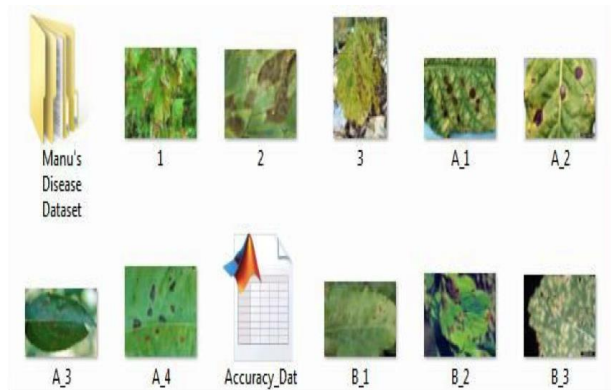 Manu's
Disease
Dataset
1
2
3
A_1
A_2
A_3
A_4
Accuracy_Dat
B_1
B_2
B_3